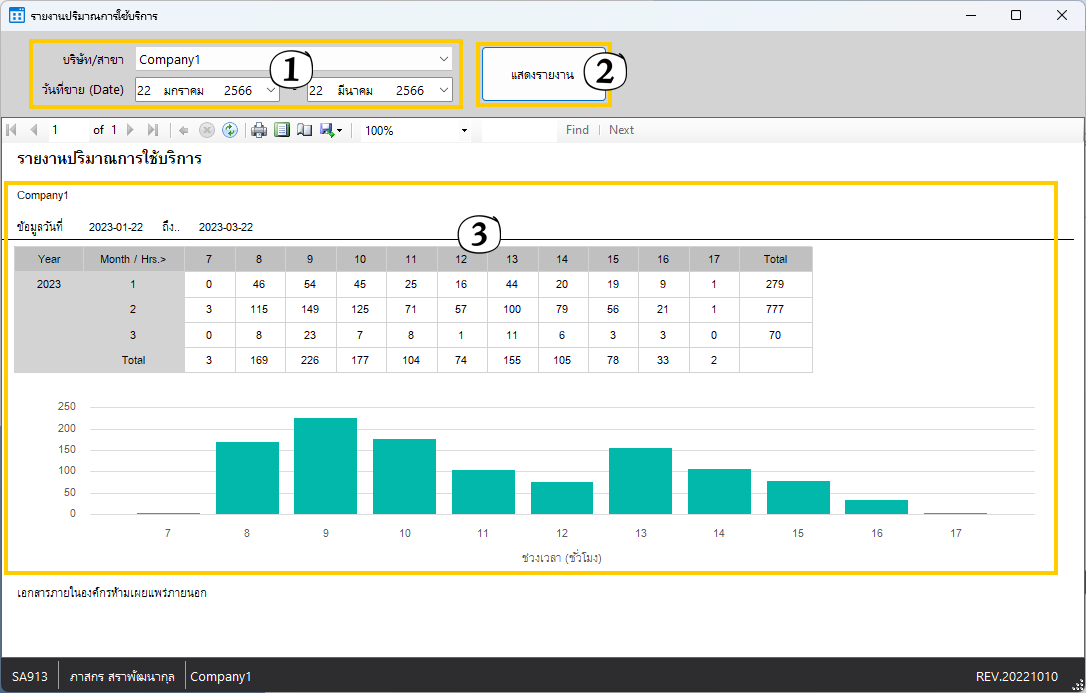 รายงานปริมาณการใช้บริการ
บริษัท/สาขา Company1
วันที่ขาย (Date) 22 มกราคม 2566 - 22 มีนาคม 2566
1
แสดงรายงาน
2
1 of 1 100% Find | Next
รายงานปริมาณการใช้บริการ
Company1
ข้อมูลวันที่ 2023-01-22 ถึง.. 2023-03-22
3
Year Month / Hrs.> 7 8 9 10 11 12 13 14 15 16 17 Total
2023 1 0 46 54 45 25 16 44 20 19 9 1 279
2 3 115 149 125 71 57 100 79 56 21 1 777
3 0 8 23 7 8 1 11 6 3 3 0 70
Total 3 169 226 177 104 74 155 105 78 33 2
250
200
150
100
50
0
7 8 9 10 11 12 13 14 15 16 17
ช่วงเวลา (ชั่วโมง)
เอกสารภายในองค์กรห้ามเผยแพร่ภายนอก
SA913 ภาสกร สราพัฒนากุล Company1 REV.20221010